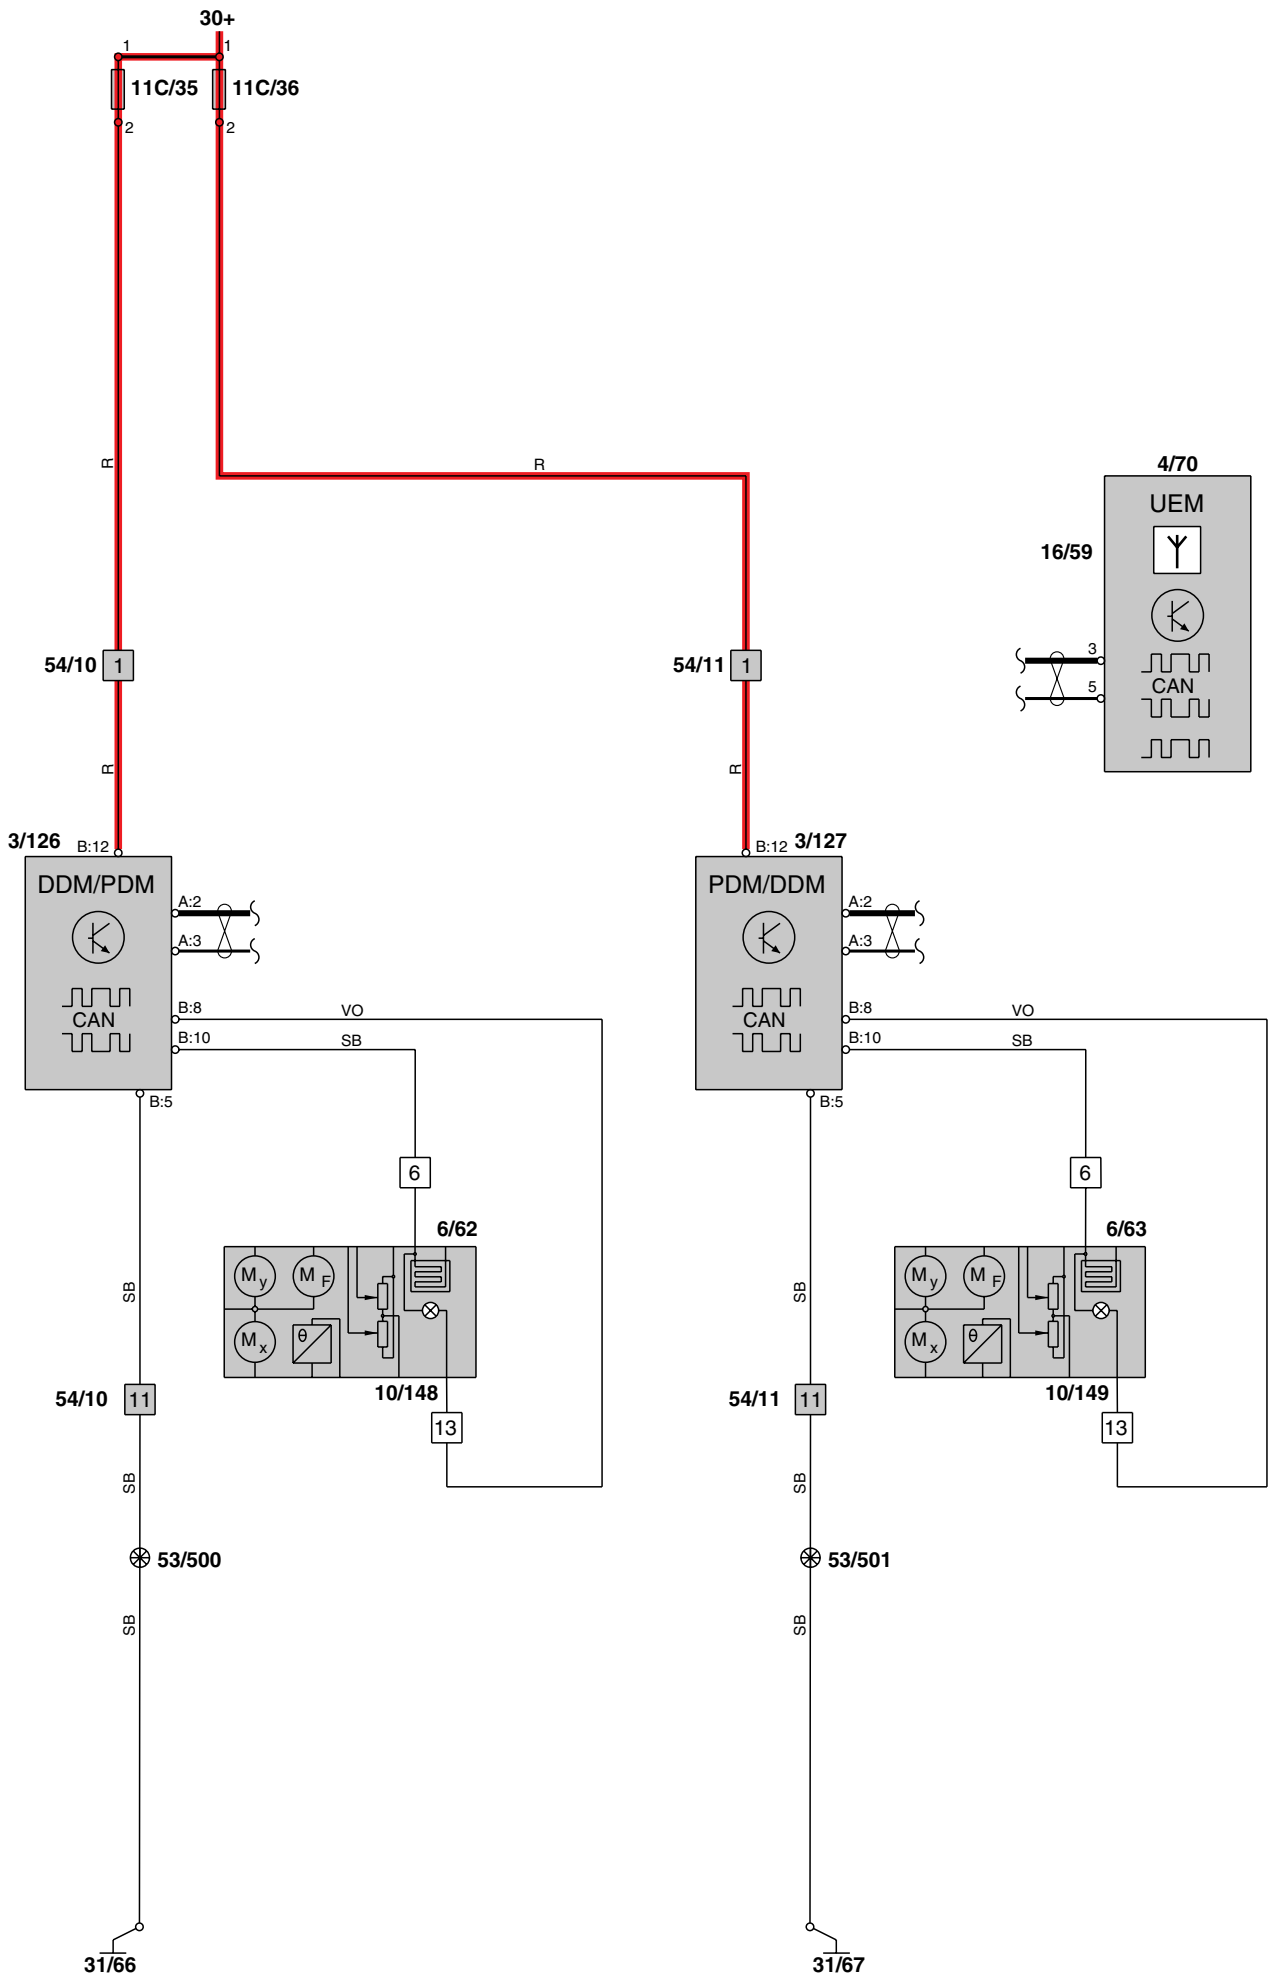 30+
1
1
11C/35
11C/36
2
2
R
R
4/70
UEM
16/59
3
CAN
5
54/10
1
54/11
1
R
R
3/126
B:12
B:12
3/127
DDM/PDM
A:2
A:3
CAN
B:8
VO
B:10
SB
B:5
PDM/DDM
A:2
A:3
CAN
B:8
VO
B:10
SB
B:5
6
6
6/62
6/63
SB
My
MF
Mx
θ
SB
My
MF
Mx
θ
10/148
10/149
54/10
11
13
54/11
11
13
SB
SB
53/500
53/501
SB
SB
31/66
31/67